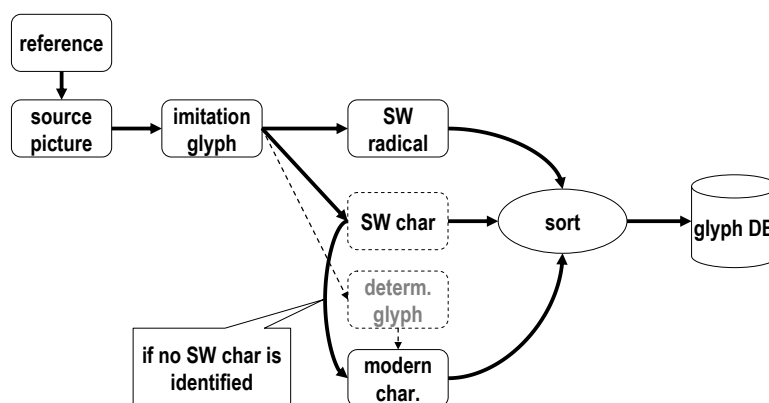 reference
source
picture
imitation
glyph
SW
radical
SW char
sort
glyph DB
determ.
glyph
if no SW char is
identified
modern
char.